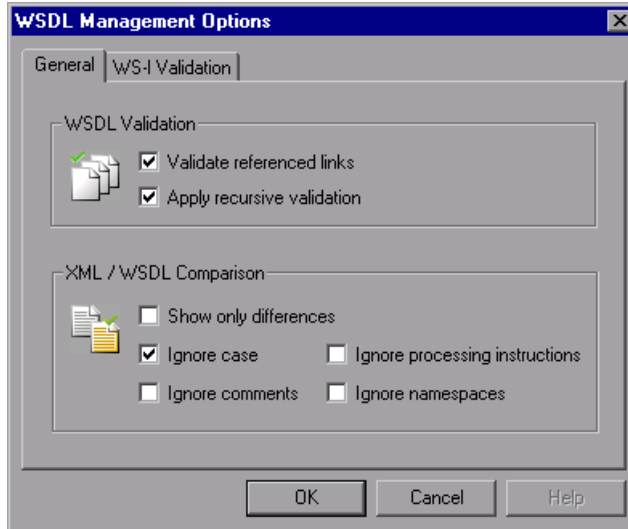 WSDL Management Options
General WS-I Validation
WSDL Validation
Validate referenced links
Apply recursive validation
XML / WSDL Comparison
Show only differences
Ignore case Ignore processing instructions
Ignore comments Ignore namespaces
OK Cancel Help